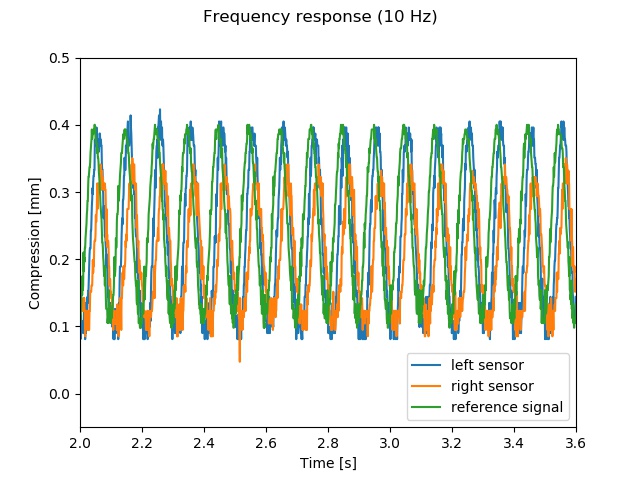 Frequency response (10 Hz)
0.5
0.4
0.3
0.2
0.1
0.0
Compression [mm]
left sensor
right sensor
reference signal
2.0 2.2 2.4 2.6 2.8 3.0 3.2 3.4 3.6
Time [s]